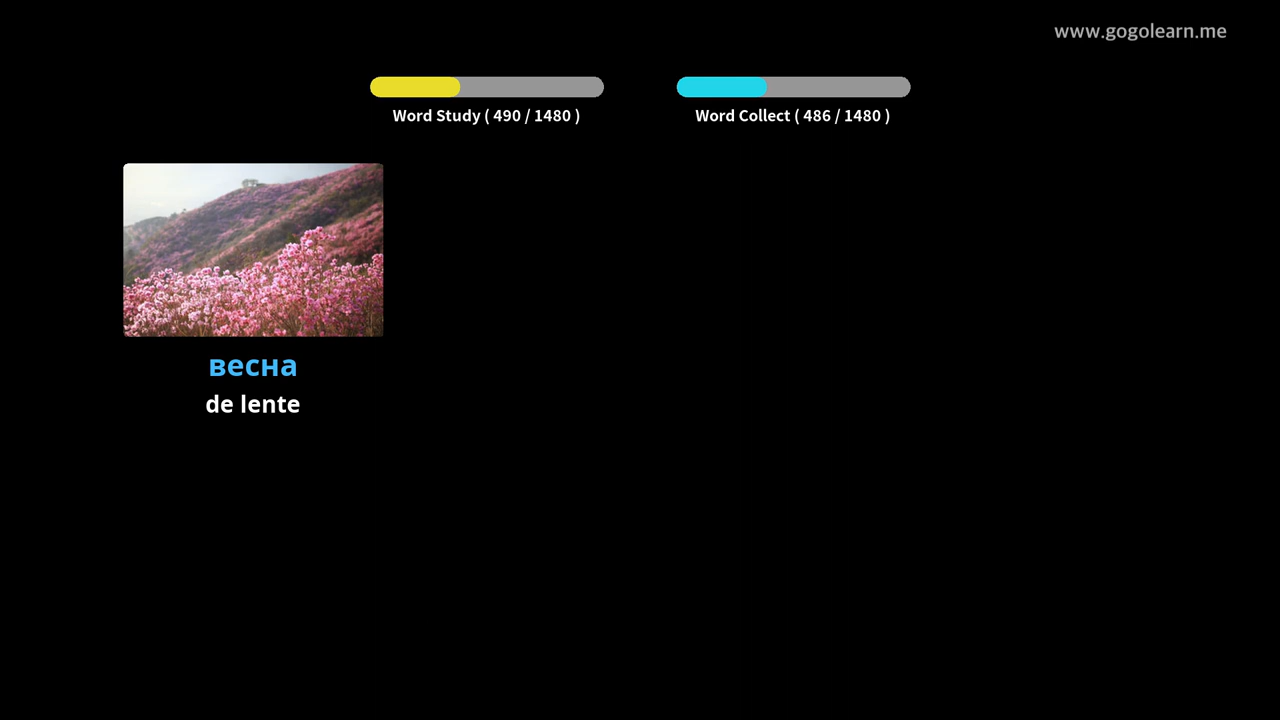 www.gogolearn.me
Word Study ( 490 / 1480 )
Word Collect ( 486 / 1480 )
весна
de lente